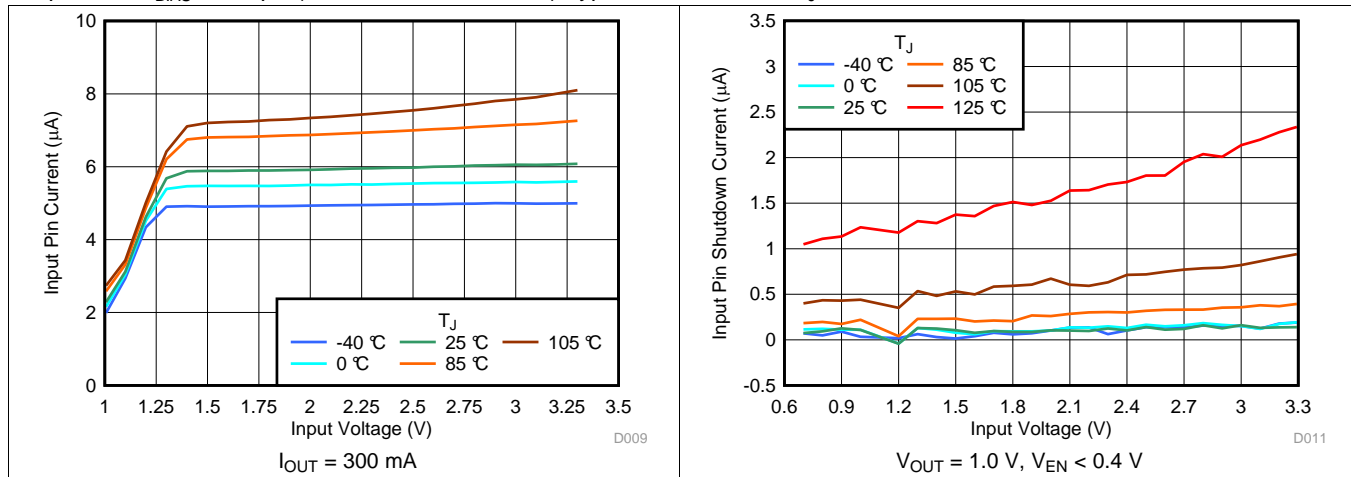 10
8
6
4
2
0
Input Pin Current (µA)
T_J
-40 ℃ 25 ℃ 105 ℃
0 ℃ 85 ℃
1 1.25 1.5 1.75 2 2.25 2.5 2.75 3 3.25 3.5
Input Voltage (V)
D009
I_OUT = 300 mA
3.5
3
2.5
2
1.5
1
0.5
0
-0.5
Input Pin Shutdown Current (µA)
T_J
-40 ℃ 85 ℃
0 ℃ 105 ℃
25 ℃ 125 ℃
0.6 0.9 1.2 1.5 1.8 2.1 2.4 2.7 3 3.3
Input Voltage (V)
D011
V_OUT = 1.0 V, V_EN < 0.4 V